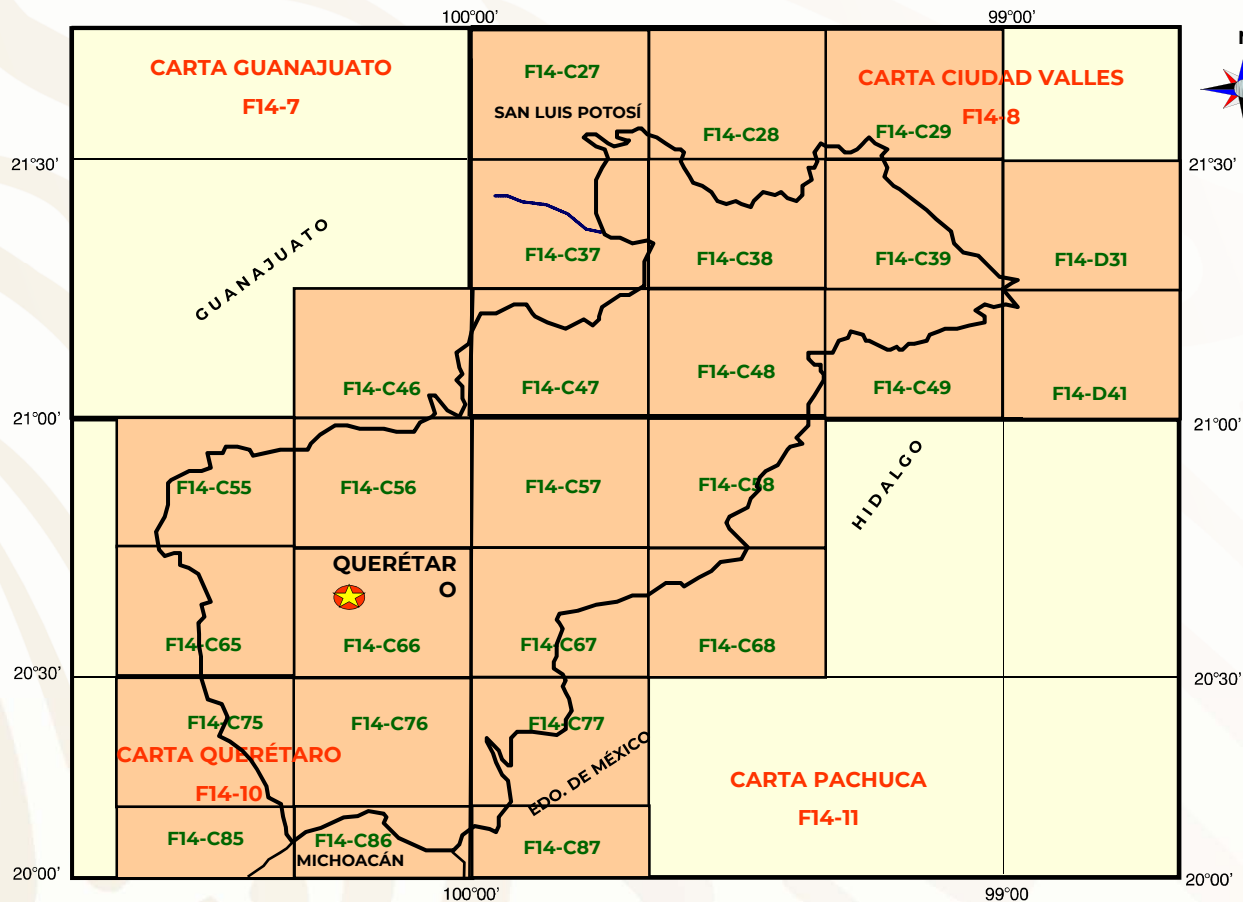 100°00'
99°00'
N
CARTA GUANAJUATO
F14-7
F14-C27
CARTA CIUDAD VALLES
F14-8
SAN LUIS POTOSÍ
F14-C28
F14-C29
21°30'
21°30'
GUANAJUATO
F14-C37
F14-C38
F14-C39
F14-D31
F14-C46
F14-C47
F14-C48
F14-C49
F14-D41
21°00'
21°00'
HIDALGO
F14-C55
F14-C56
F14-C57
F14-C58
QUERÉTAR
O
F14-C65
F14-C66
F14-C67
F14-C68
20°30'
20°30'
F14-C75
F14-C76
F14-C77
CARTA QUERÉTARO
F14-10
EDO. DE MÉXICO
CARTA PACHUCA
F14-11
F14-C85
F14-C86
F14-C87
MICHOACÁN
20°00'
20°00'
100°00'
99°00'